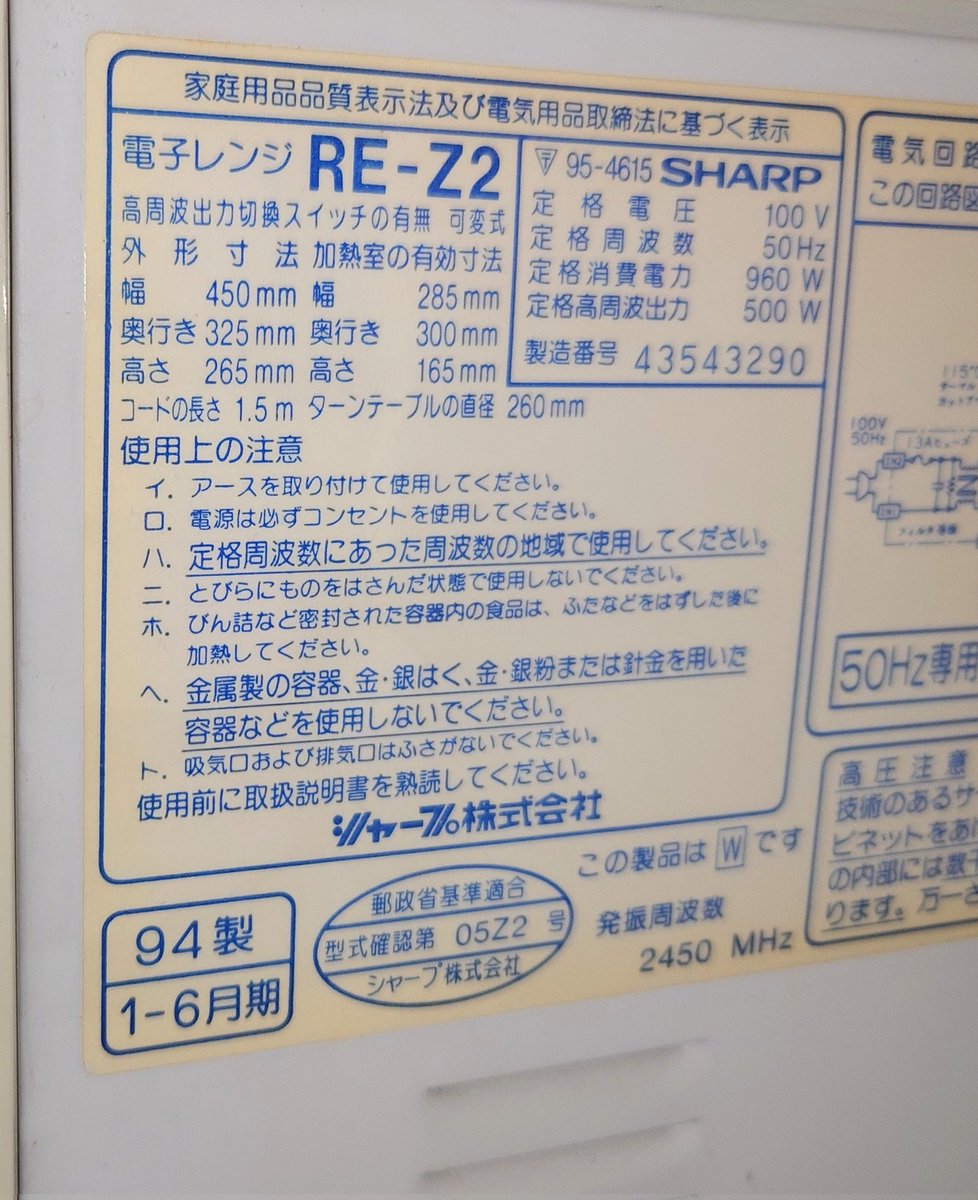 家庭用品品質表示法及び電気用品取締法に基づく表示
電子レンジ RE-Z2
高周波出力切換スイッチの有無 可変式
外形寸法 加熱室の有効寸法
幅 450mm 幅 285mm
奥行き 325mm 奥行き 300mm
高さ 265mm 高さ 165mm
コードの長さ 1.5m ターンテーブルの直径 260mm
95-4615 SHARP
定格電圧 100V
定格周波数 50Hz
定格消費電力 960W
定格高周波出力 500W
製造番号 43543290
使用上の注意
イ. アースを取り付けて使用してください。
ロ. 電源は必ずコンセントを使用してください。
ハ. 定格周波数にあった周波数の地域で使用してください。
ニ. とびらにものをはさんだ状態で使用しないでください。
ホ. びん詰など密封された容器内の食品は、ふたなどをはずした後に
加熱してください。
ヘ. 金属製の容器、金・銀はく、金・銀粉または針金を用いた
容器などを使用しないでください。
ト. 吸気口および排気口はふさがないでください。
使用前に取扱説明書を熟読してください。
シャープ株式会社
94製
1-6月期
郵政省基準適合
型式確認第 05Z2 号
シャープ株式会社
この製品は W です
発振周波数
2450 MHz
電気回路
この回路図
115℃
100V
50Hz
13Aヒューズ
50Hz専用
高圧注意
技術のあるサ
ビネットをあ
の内部には数
ります。万一さ